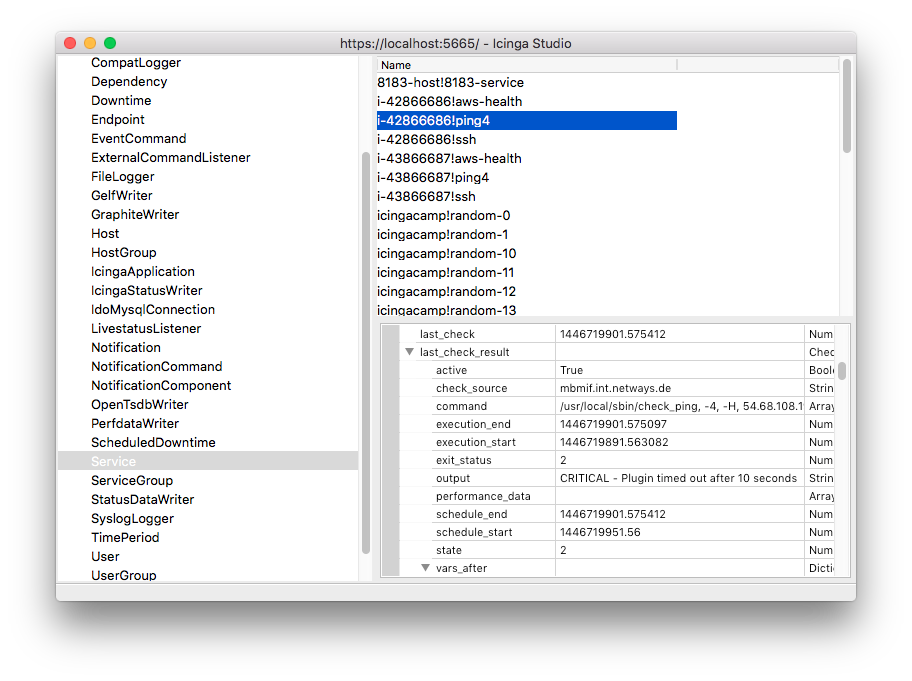 https://localhost:5665/ - Icinga Studio
CompatLogger
Dependency
Downtime
Endpoint
EventCommand
ExternalCommandListener
FileLogger
GelfWriter
GraphiteWriter
Host
HostGroup
IcingaApplication
IcingaStatusWriter
IdoMysqlConnection
LivestatusListener
Notification
NotificationCommand
NotificationComponent
OpenTsdbWriter
PerfdataWriter
ScheduledDowntime
Service
ServiceGroup
StatusDataWriter
SyslogLogger
TimePeriod
User
UserGroup
Name
8183-host!8183-service
i-42866686!aws-health
i-42866686!ping4
i-42866686!ssh
i-43866687!aws-health
i-43866687!ping4
i-43866687!ssh
icingacamp!random-0
icingacamp!random-1
icingacamp!random-10
icingacamp!random-11
icingacamp!random-12
icingacamp!random-13
last_check 1446719901.575412 Num
last_check_result Chec
active True Boole
check_source mbmif.int.netways.de Strin
command /usr/local/sbin/check_ping, -4, -H, 54.68.108.1 Array
execution_end 1446719901.575097 Num
execution_start 1446719891.563082 Num
exit_status 2 Num
output CRITICAL - Plugin timed out after 10 seconds Strin
performance_data Array
schedule_end 1446719901.575412 Num
schedule_start 1446719951.56 Num
state 2 Num
vars_after Dictio